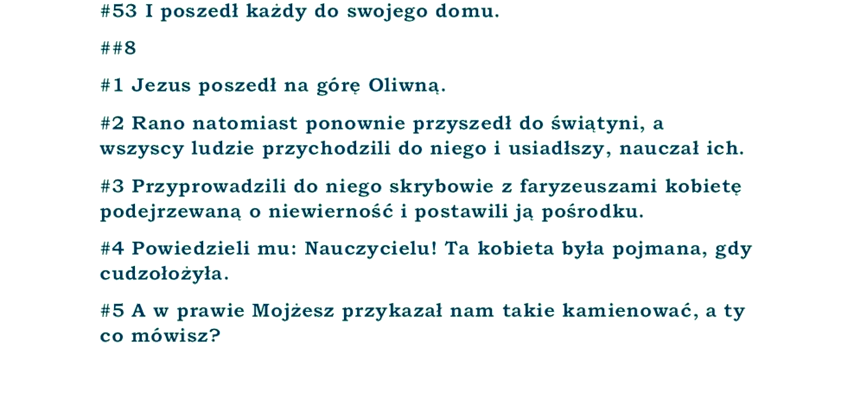 #53 I poszedł każdy do swojego domu.
##8
#1 Jezus poszedł na górę Oliwną.
#2 Rano natomiast ponownie przyszedł do świątyni, a
wszyscy ludzie przychodzili do niego i usiadłszy, nauczał ich.
#3 Przyprowadzili do niego skrybowie z faryzeuszami kobietę
podejrzewaną o niewierność i postawili ją pośrodku.
#4 Powiedzieli mu: Nauczycielu! Ta kobieta była pojmana, gdy
cudzołożyła.
#5 A w prawie Mojżesz przykazał nam takie kamienować, a ty
co mówisz?